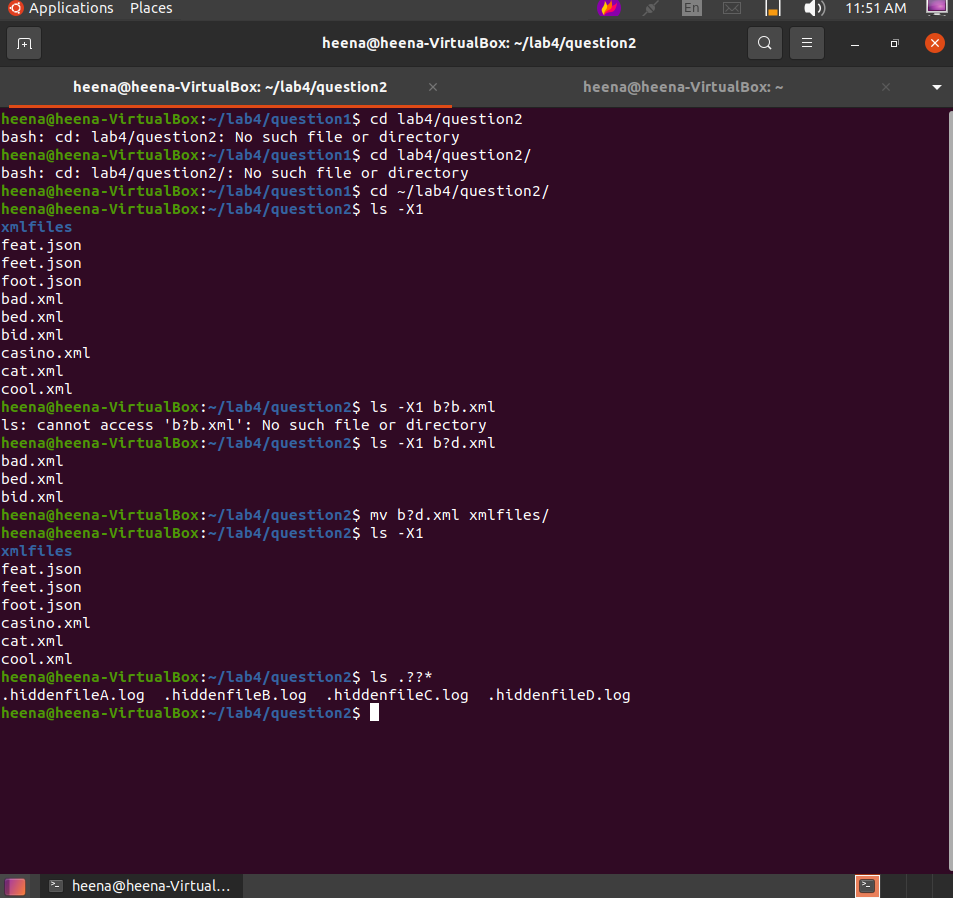 Applications Places En 11:51 AM
heena@heena-VirtualBox: ~/lab4/question2
heena@heena-VirtualBox: ~/lab4/question2 × heena@heena-VirtualBox: ~ ×
heena@heena-VirtualBox:~/lab4/question1$ cd lab4/question2
bash: cd: lab4/question2: No such file or directory
heena@heena-VirtualBox:~/lab4/question1$ cd lab4/question2/
bash: cd: lab4/question2/: No such file or directory
heena@heena-VirtualBox:~/lab4/question1$ cd ~/lab4/question2/
heena@heena-VirtualBox:~/lab4/question2$ ls -X1
xmlfiles
feat.json
feet.json
foot.json
bad.xml
bed.xml
bid.xml
casino.xml
cat.xml
cool.xml
heena@heena-VirtualBox:~/lab4/question2$ ls -X1 b?b.xml
ls: cannot access 'b?b.xml': No such file or directory
heena@heena-VirtualBox:~/lab4/question2$ ls -X1 b?d.xml
bad.xml
bed.xml
bid.xml
heena@heena-VirtualBox:~/lab4/question2$ mv b?d.xml xmlfiles/
heena@heena-VirtualBox:~/lab4/question2$ ls -X1
xmlfiles
feat.json
feet.json
foot.json
casino.xml
cat.xml
cool.xml
heena@heena-VirtualBox:~/lab4/question2$ ls .??*
.hiddenfileA.log .hiddenfileB.log .hiddenfileC.log .hiddenfileD.log
heena@heena-VirtualBox:~/lab4/question2$
heena@heena-Virtual...